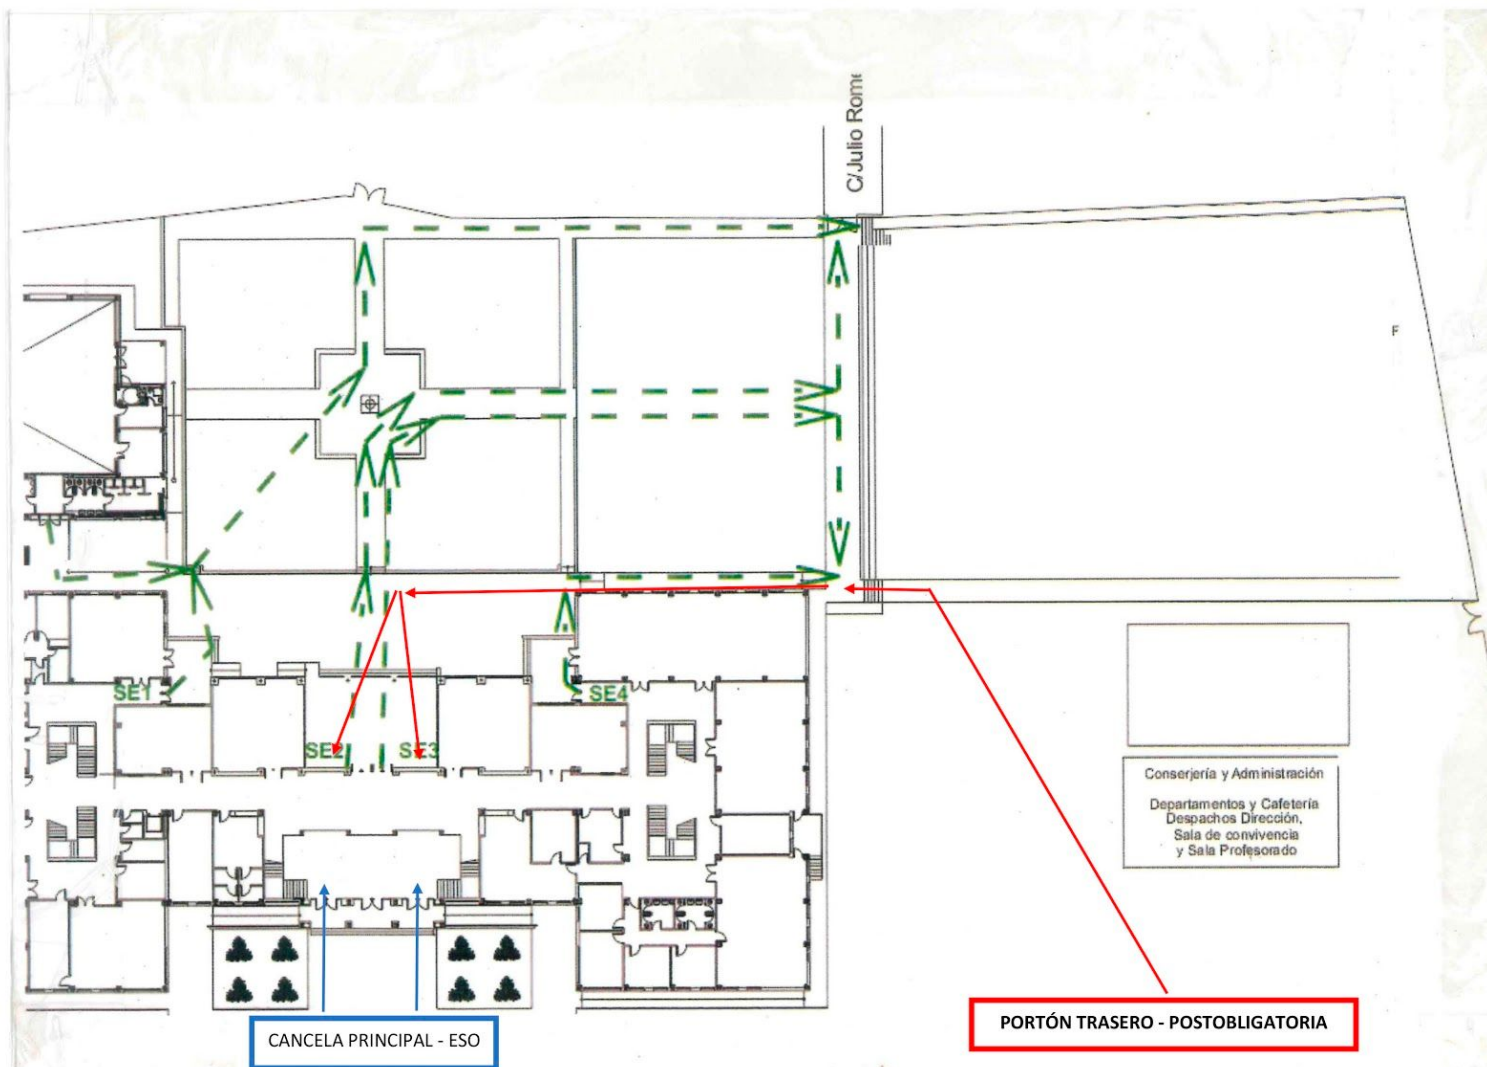 C/Julio Rome
F
SE1
SE4
SE2
SE3
Conserjería y Administración
Departamentos y Cafetería
Despachos Dirección,
Sala de convivencia
y Sala Profesorado
CANCELA PRINCIPAL - ESO
PORTÓN TRASERO - POSTOBLIGATORIA